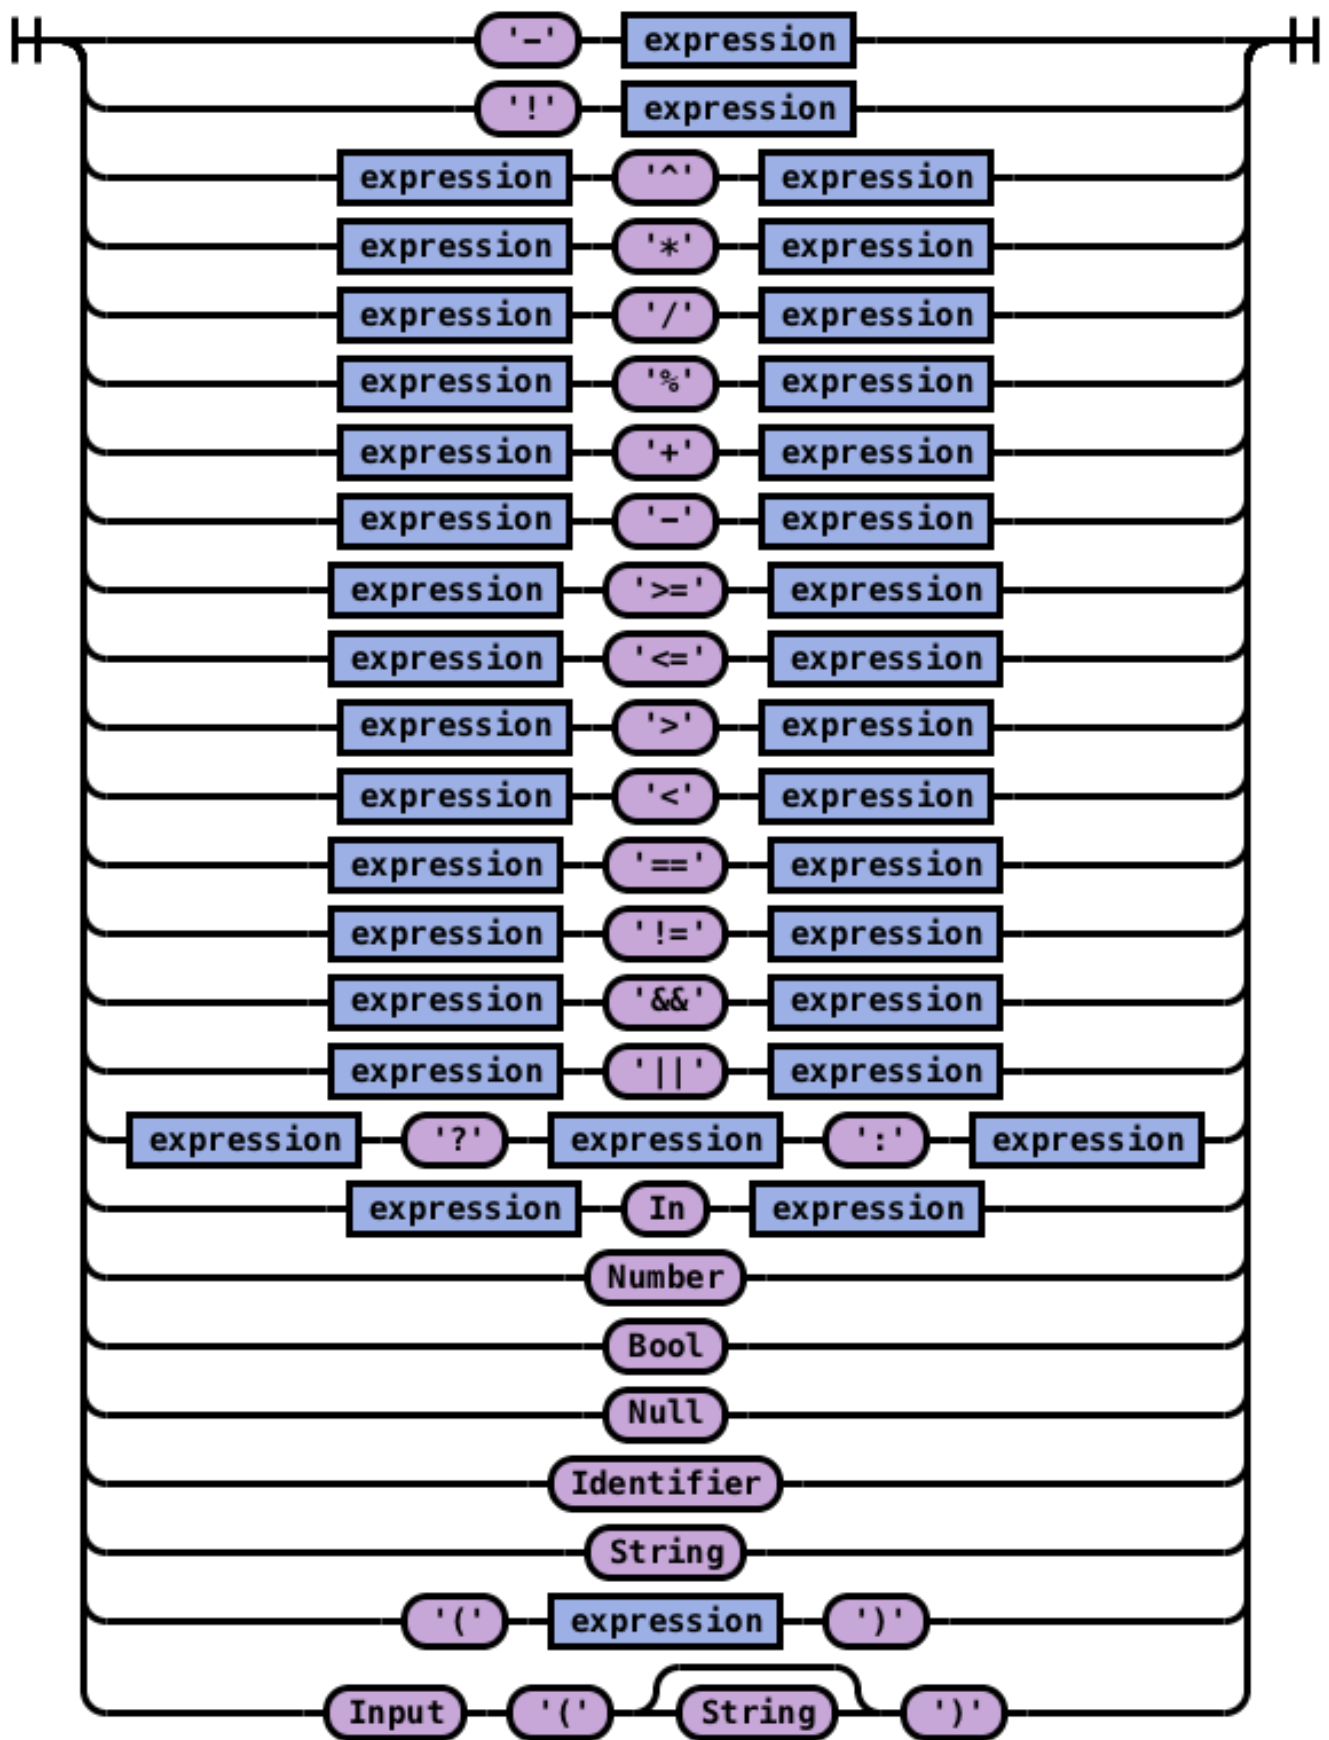 '-' expression
'!' expression
expression '^' expression
expression '*' expression
expression '/' expression
expression '%' expression
expression '+' expression
expression '-' expression
expression '>=' expression
expression '<=' expression
expression '>' expression
expression '<' expression
expression '==' expression
expression '!=' expression
expression '&&' expression
expression '||' expression
expression '?' expression ':' expression
expression In expression
Number
Bool
Null
Identifier
String
'(' expression ')'
Input '(' String ')'